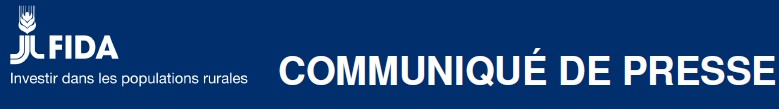 FIDA
Investir dans les populations rurales
COMMUNIQUÉ DE PRESSE